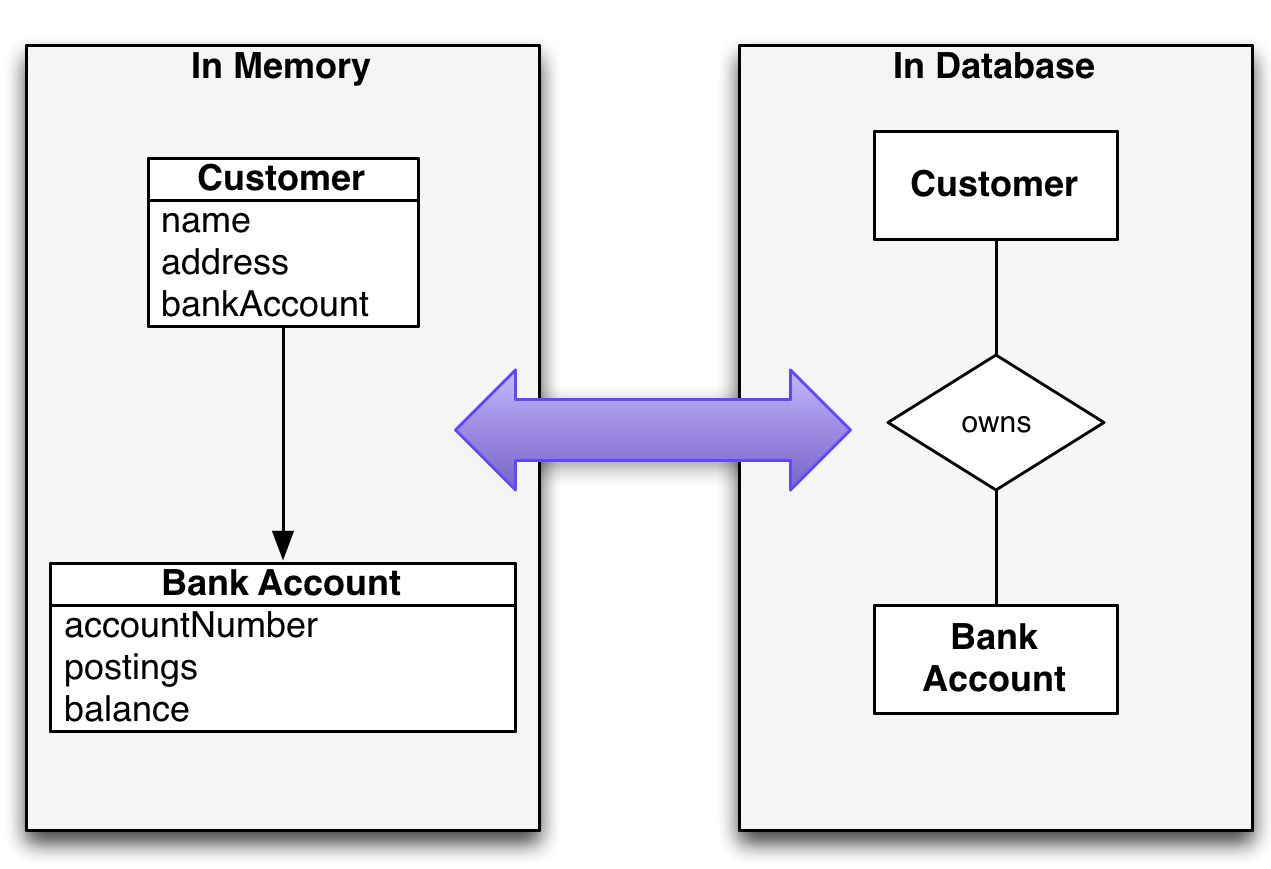 In Memory
Customer
name
address
bankAccount
Bank Account
accountNumber
postings
balance
In Database
Customer
owns
Bank
Account